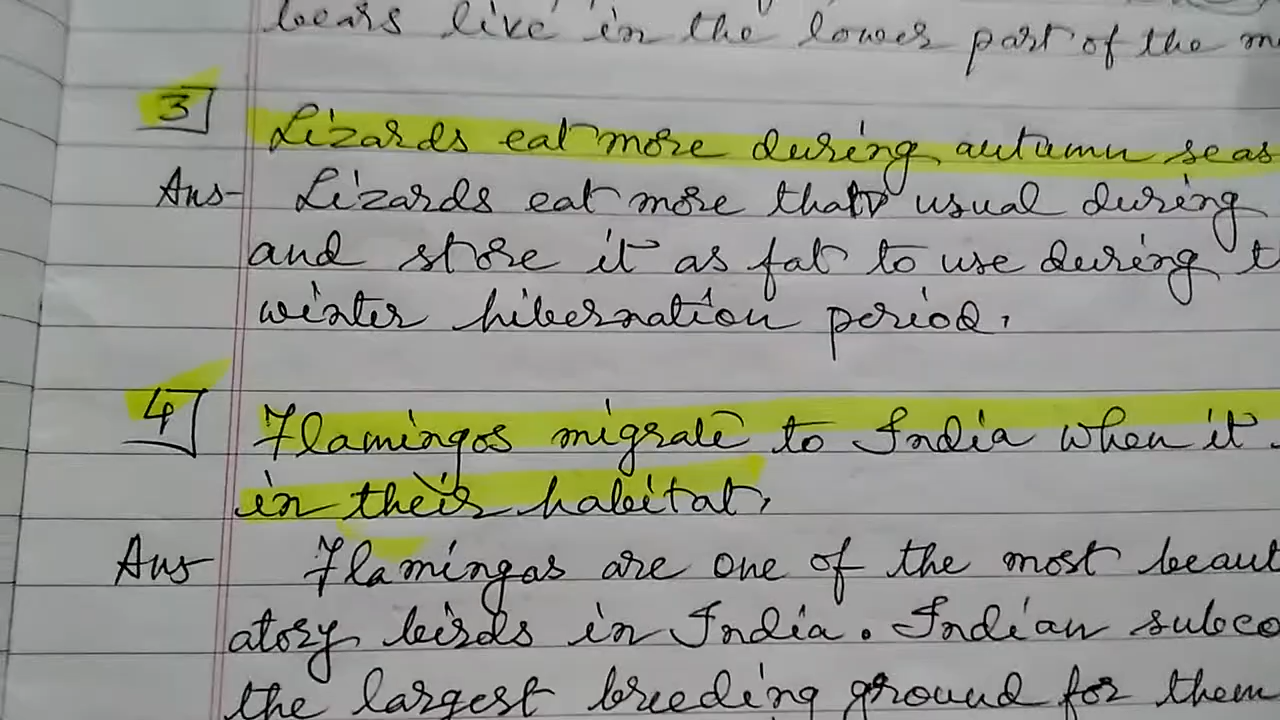 bears live in the lower part of the
3
Lizards eat more during autumn seas
Ans- Lizards eat more than usual during
and store it as fat to use during t
winter hibernation period.
4
Flamingos migrate to India when it
in their habitat.
Ans Flamingas are one of the most beaut
atory birds in India. Indian subco
the largest breeding ground for them